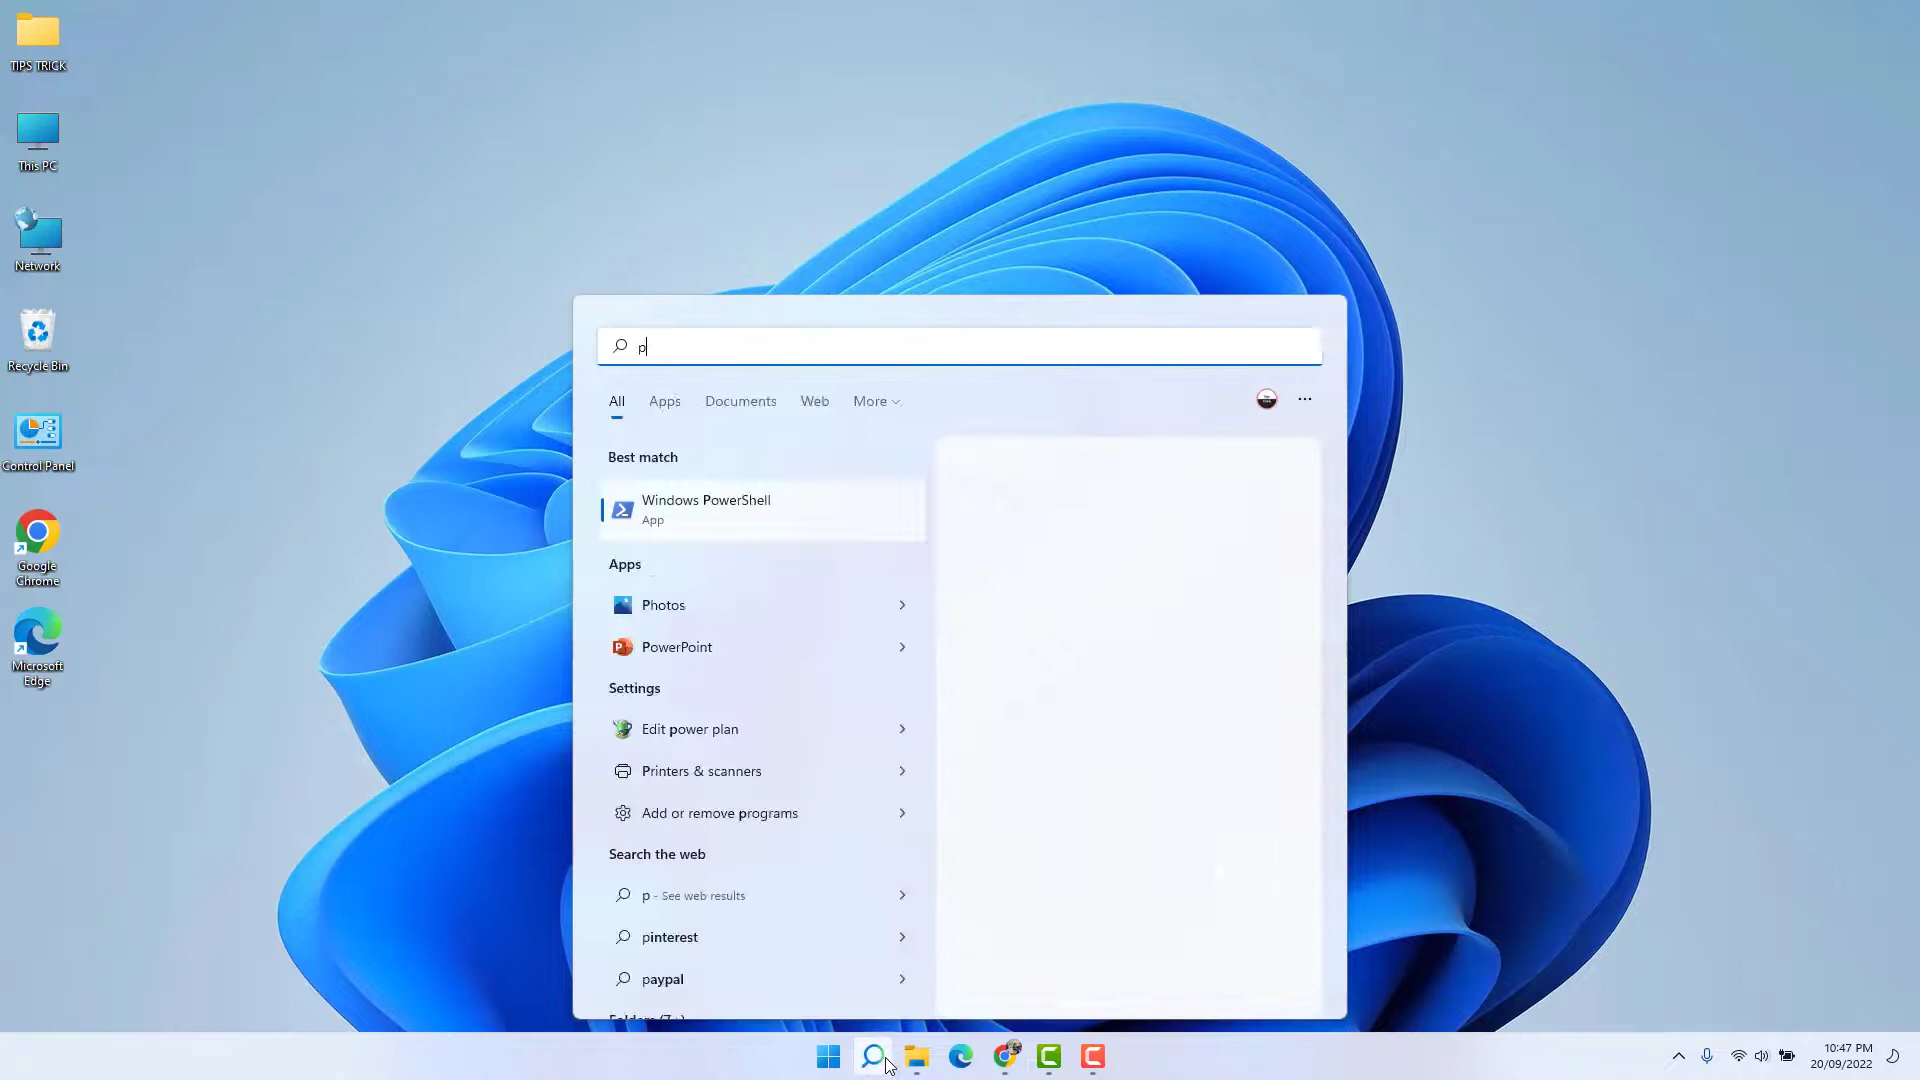 TIPS TRICK
This PC
Network
Recycle Bin
Control Panel
Google
Chrome
Microsoft
Edge
p
All
Apps
Documents
Web
More
Best match
Windows PowerShell
App
Apps
Photos
PowerPoint
Settings
Edit power plan
Printers & scanners
Add or remove programs
Search the web
p - See web results
pinterest
paypal
Folders (7+)
10:47 PM
20/09/2022